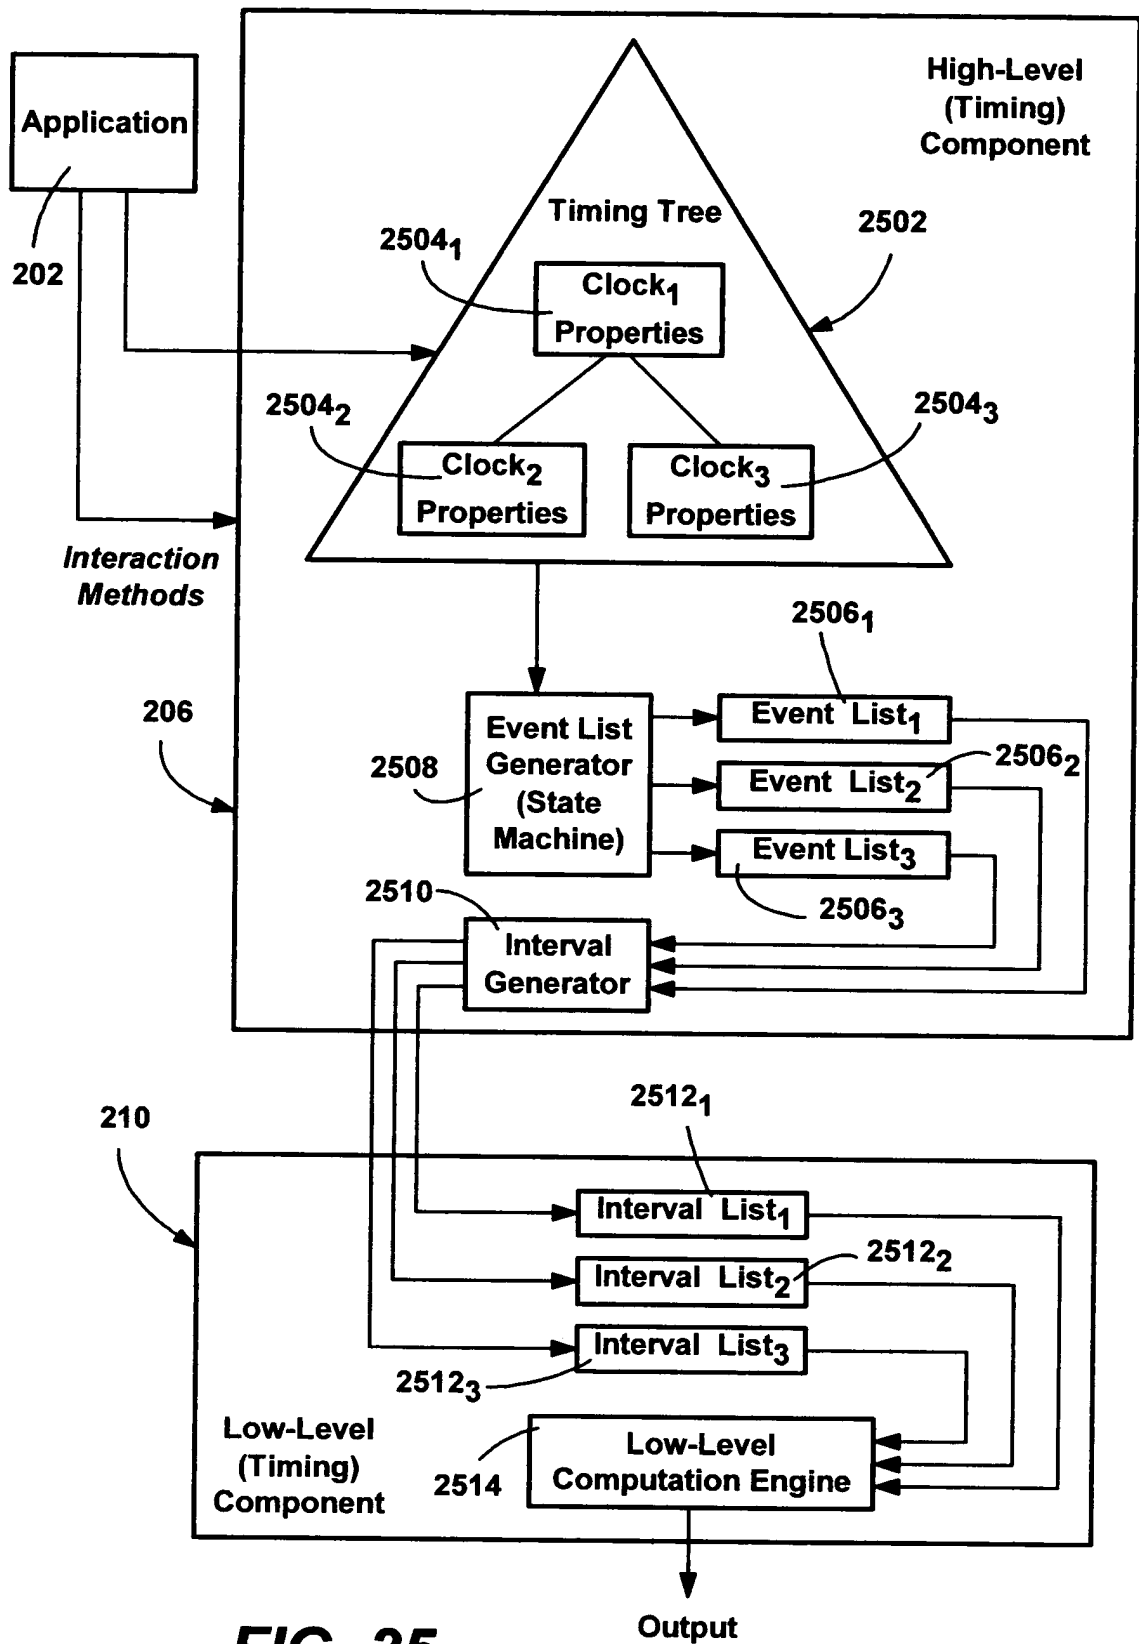 High-Level
(Timing)
Component
Application
202
Timing Tree
2502
2504₁
Clock₁
Properties
2504₂
2504₃
Clock₂
Properties
Clock₃
Properties
Interaction
Methods
2506₁
206
Event List
Generator
(State
Machine)
2508
Event List₁
2506₂
Event List₂
Event List₃
2506₃
2510
Interval
Generator
2512₁
210
Interval List₁
2512₂
Interval List₂
Interval List₃
2512₃
Low-Level
(Timing)
Component
2514
Low-Level
Computation Engine
Output
FIG. 25